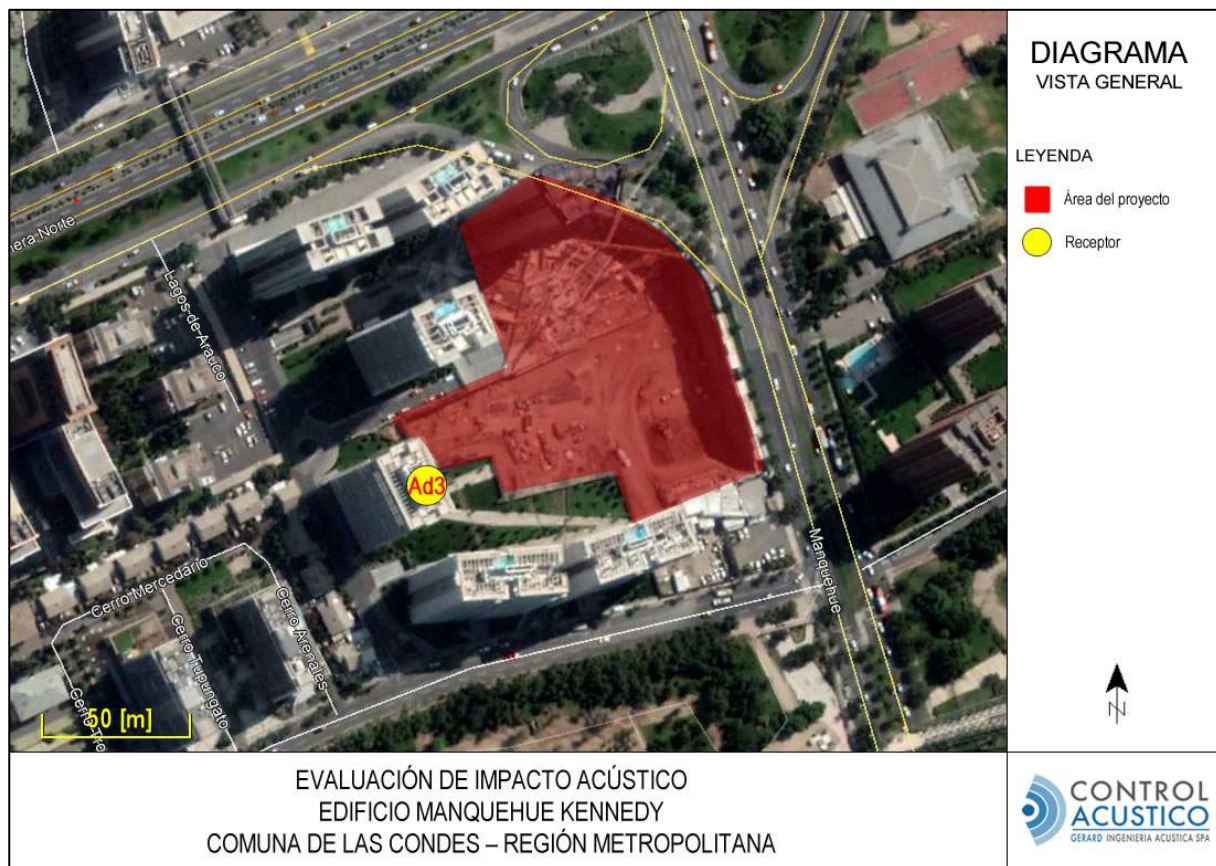 DIAGRAMA
VISTA GENERAL
LEYENDA
Área del proyecto
Receptor
era Norte
Lagos-de-Arauco
Ad3
Manquehue
Cerro Mercedario
Cerro Arenales
Cerro Tupungato
Cerro Tro
50 [m]
N
EVALUACIÓN DE IMPACTO ACÚSTICO
EDIFICIO MANQUEHUE KENNEDY
COMUNA DE LAS CONDES – REGIÓN METROPOLITANA
CONTROL
ACUSTICO
GERARD INGENIERIA ACUSTICA SPA